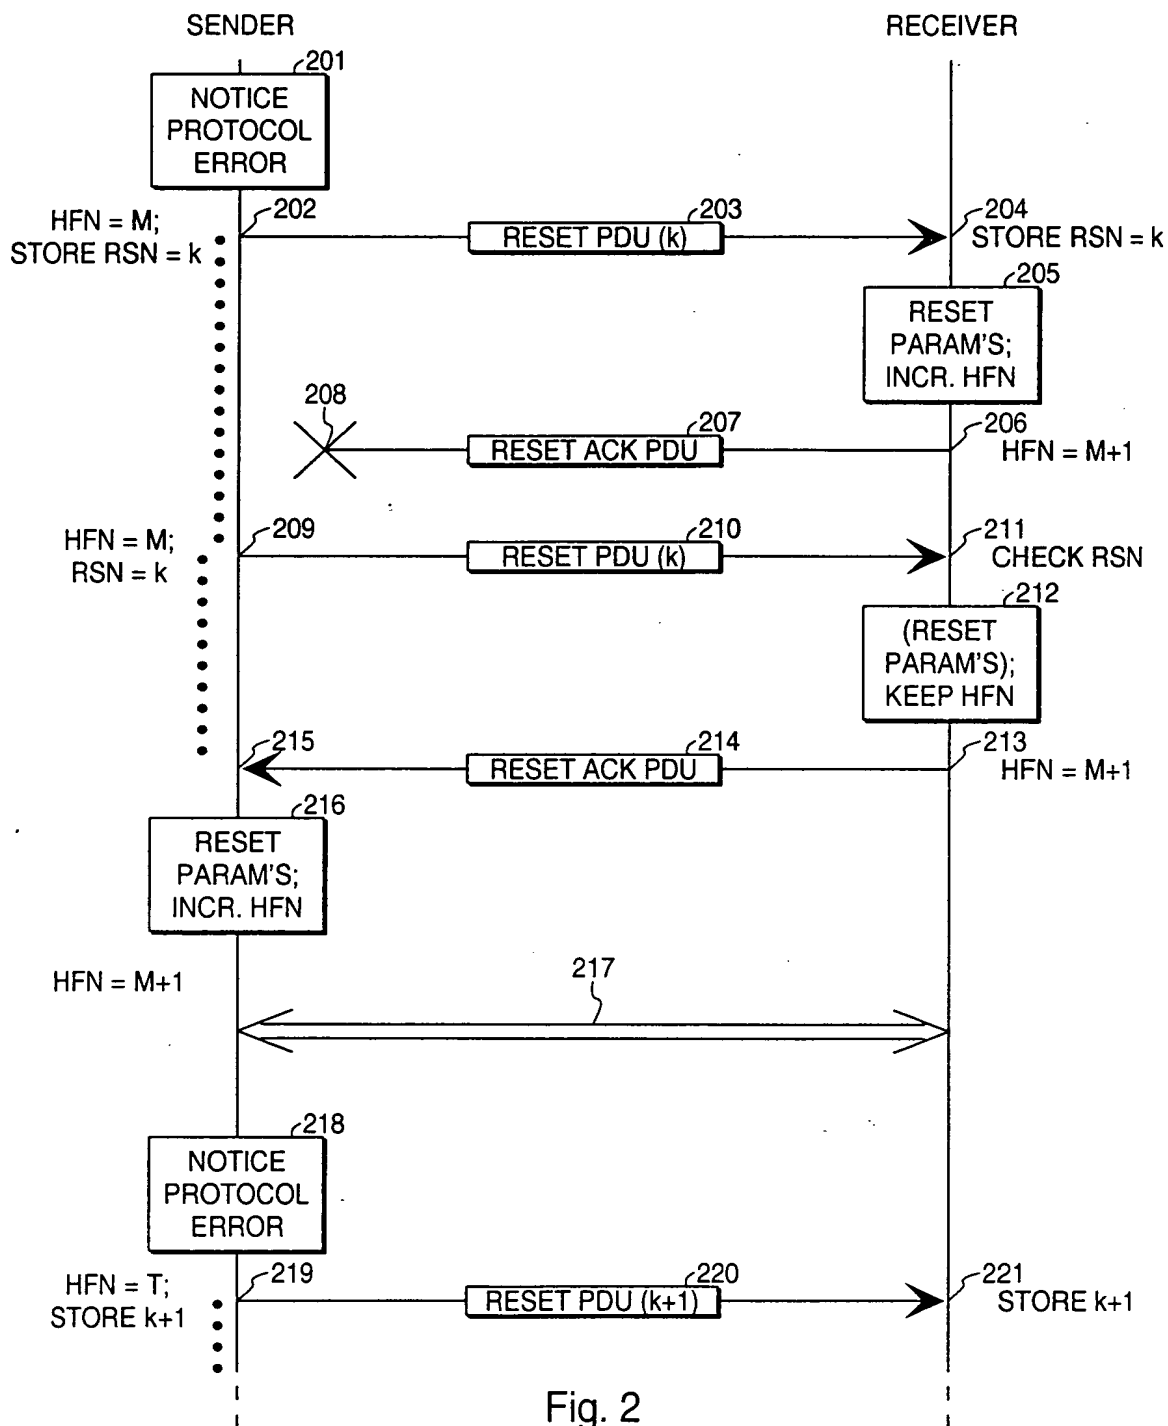 SENDER
RECEIVER
201
NOTICE
PROTOCOL
ERROR
HFN = M;
STORE RSN = k
202
203
RESET PDU (k)
204
STORE RSN = k
205
RESET
PARAM'S;
INCR. HFN
208
207
RESET ACK PDU
206
HFN = M+1
HFN = M;
RSN = k
209
210
RESET PDU (k)
211
CHECK RSN
212
(RESET
PARAM'S);
KEEP HFN
215
214
RESET ACK PDU
213
HFN = M+1
216
RESET
PARAM'S;
INCR. HFN
HFN = M+1
217
218
NOTICE
PROTOCOL
ERROR
HFN = T;
STORE k+1
219
220
RESET PDU (k+1)
221
STORE k+1
Fig. 2